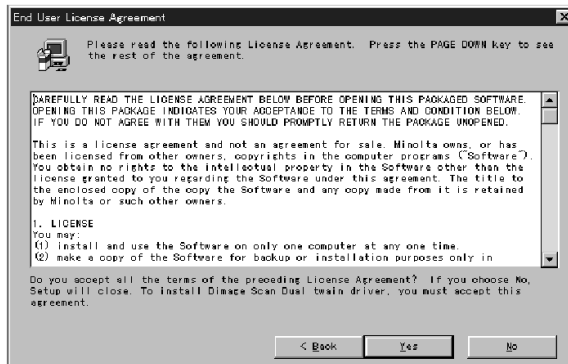 End User License Agreement
Please read the following License Agreement. Press the PAGE DOWN key to see
the rest of the agreement.
CAREFULLY READ THE LICENSE AGREEMENT BELOW BEFORE OPENING THIS PACKAGED SOFTWARE.
OPENING THIS PACKAGE INDICATES YOUR ACCEPTANCE TO THE TERMS AND CONDITION BELOW.
IF YOU DO NOT AGREE WITH THEM YOU SHOULD PROMPTLY RETURN THE PACKAGE UNOPENED.
This is a license agreement and not an agreement for sale. Minolta owns, or has
been licensed from other owners, copyrights in the computer programs ("Software").
You obtain no rights to the intellectual property in the Software other than the
license granted to you regarding the Software under this agreement. The title to
the enclosed copy of the copy the Software and any copy made from it is retained
by Minolta or such other owners.
1. LICENSE
You may:
(1) install and use the Software on only one computer at any one time.
(2) make a copy of the Software for backup or installation purposes only in
Do you accept all the terms of the preceding License Agreement? If you choose No,
Setup will close. To install Dimage Scan Dual twain driver, you must accept this
agreement.
< Back
Yes
No